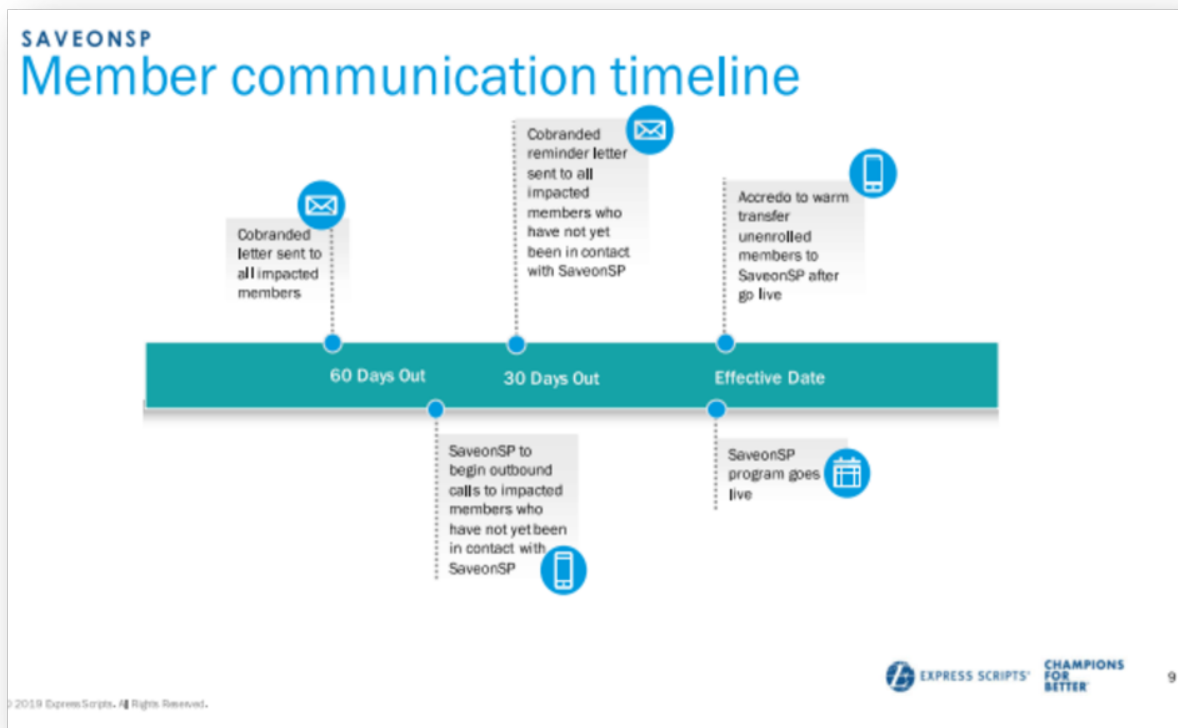 SAVEONSP
Member communication timeline
Cobranded
letter sent to
all impacted
members
Cobranded
reminder letter
sent to all
impacted
members who
have not yet
been in contact
with SaveonSP
Accredo to warm
transfer
unenrolled
members to
SaveonSP after
go live
60 Days Out
30 Days Out
Effective Date
SaveonSP to
begin outbound
calls to impacted
members who
have not yet been
in contact with
SaveonSP
SaveonSP
program goes
live
EXPRESS SCRIPTS®
CHAMPIONS
FOR
BETTER
9
© 2019 Express Scripts. All Rights Reserved.